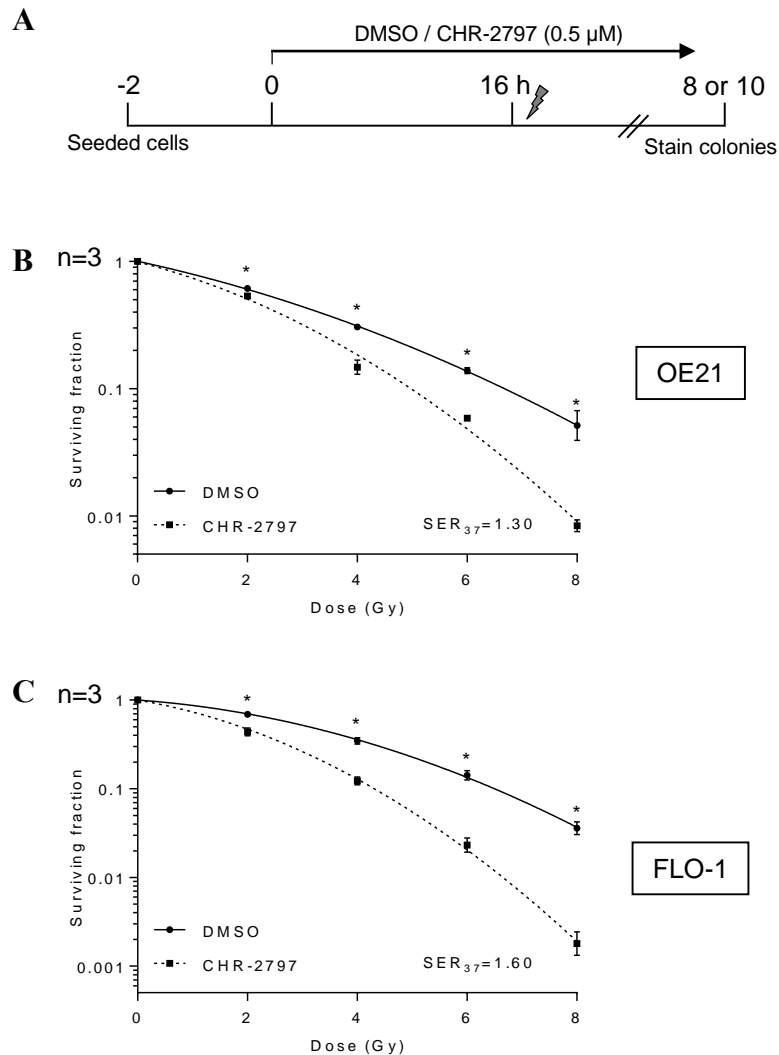 A
DMSO / CHR-2797 (0.5 µM)
-2 0 16 h 8 or 10
Seeded cells Stain colonies
B n=3
1
0.1
0.01
Surviving fraction
* * * *
DMSO
CHR-2797
SER37=1.30
0 2 4 6 8
Dose (Gy)
OE21
C n=3
1
0.1
0.01
0.001
Surviving fraction
* * * *
DMSO
CHR-2797
SER37=1.60
0 2 4 6 8
Dose (Gy)
FLO-1